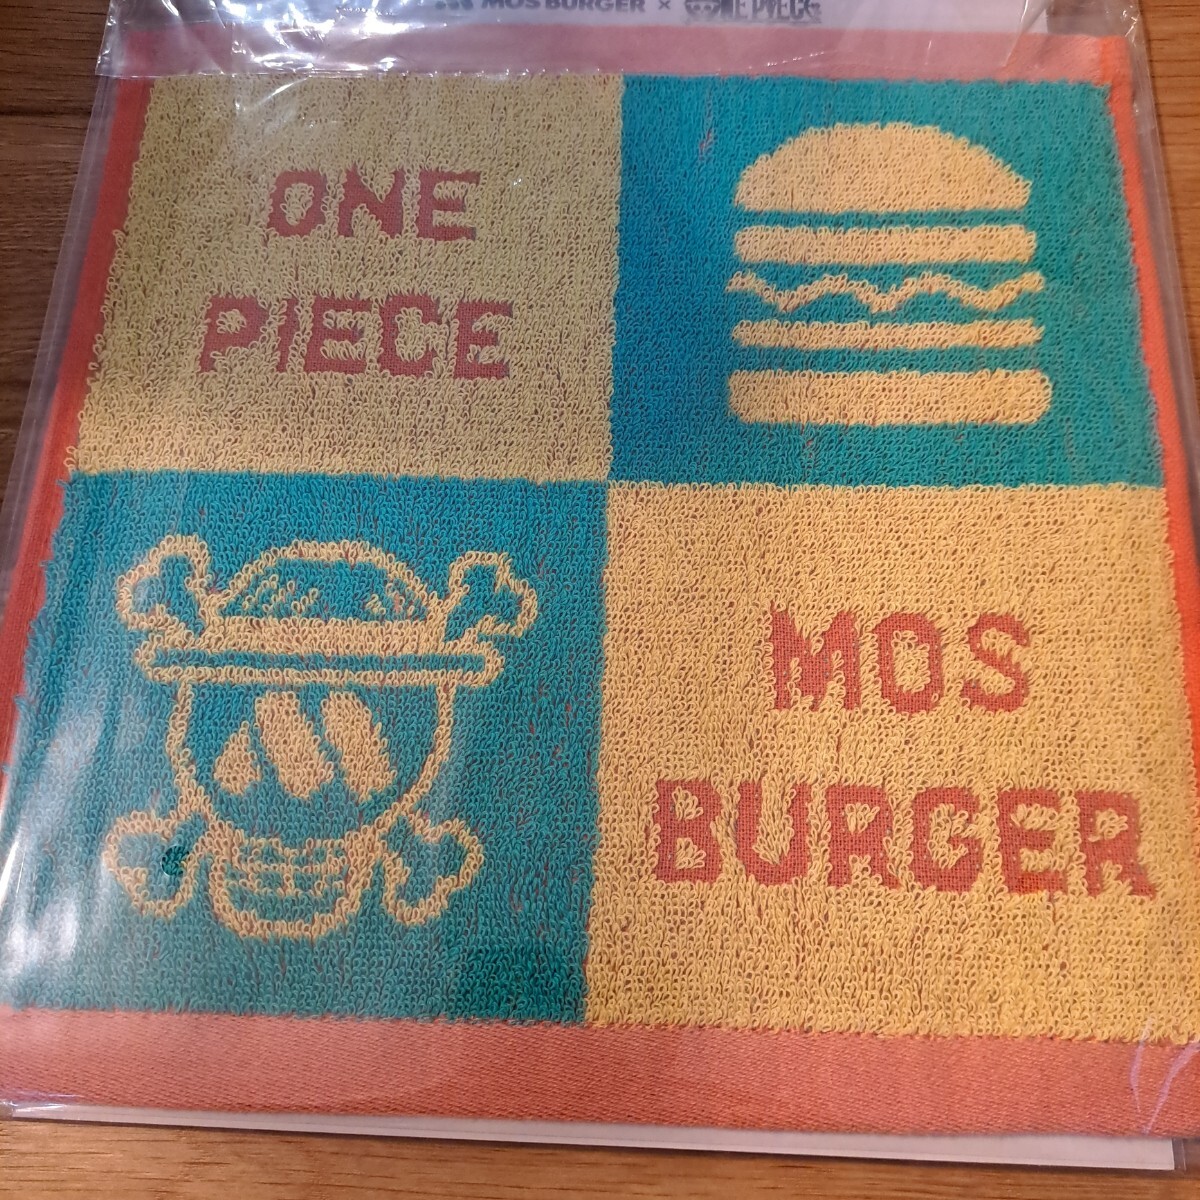 MOS BURGER × ONE PIECE
ONE
PIECE
MOS
BURGER